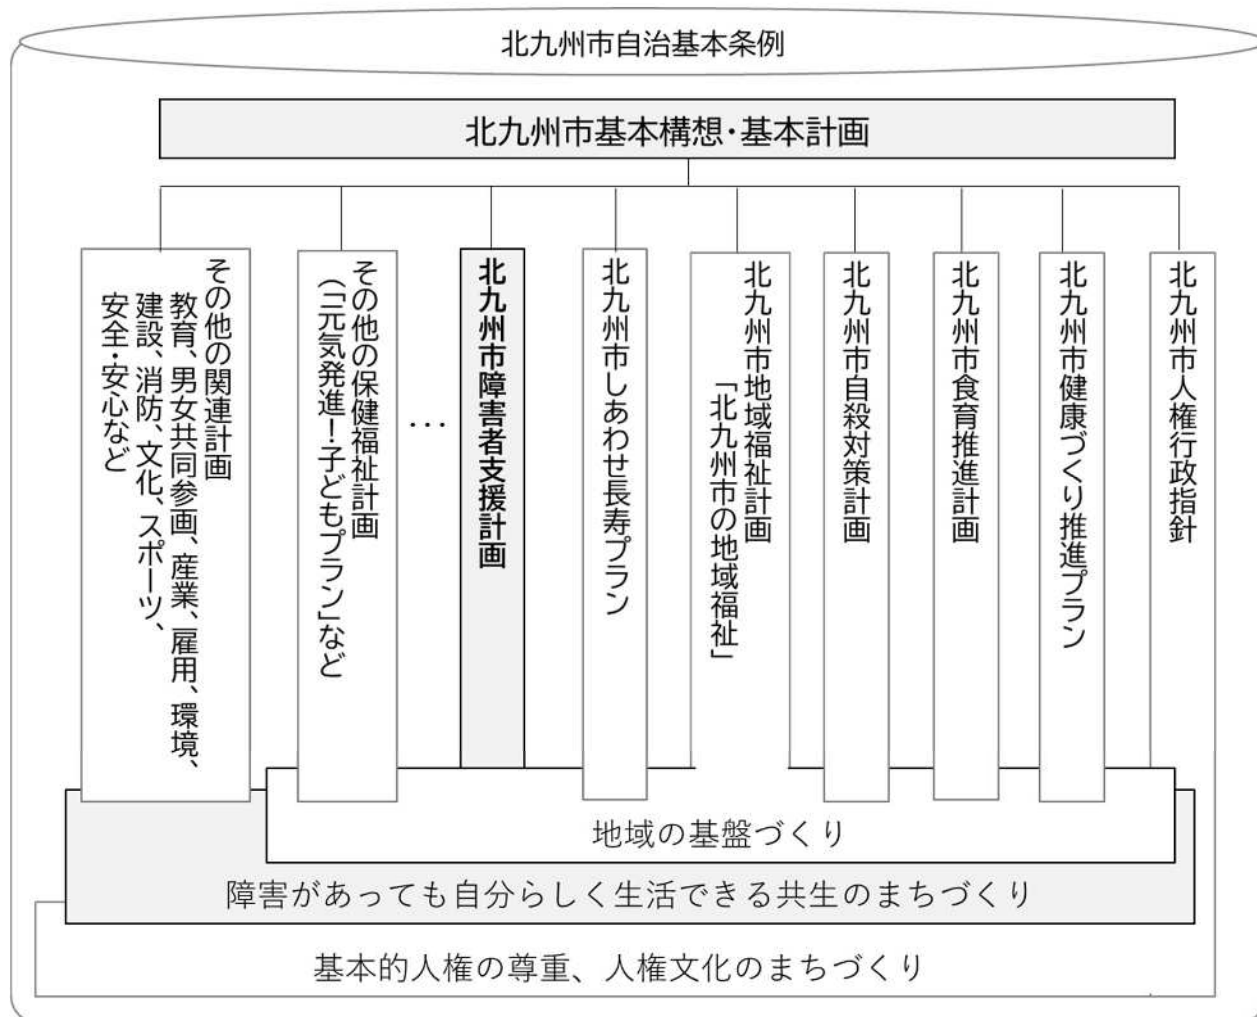 北九州市自治基本条例
北九州市基本構想・基本計画
その他の関連計画
教育、男女共同参画、産業、雇用、環境、
建設、消防、文化、スポーツ、
安全・安心など
その他の保健福祉計画
(「元気発進!子どもプラン」など
…
北九州市障害者支援計画
北九州市しあわせ長寿プラン
北九州市地域福祉計画
「北九州市の地域福祉」
北九州市自殺対策計画
北九州市食育推進計画
北九州市健康づくり推進プラン
北九州市人権行政指針
地域の基盤づくり
障害があっても自分らしく生活できる共生のまちづくり
基本的人権の尊重、人権文化のまちづくり